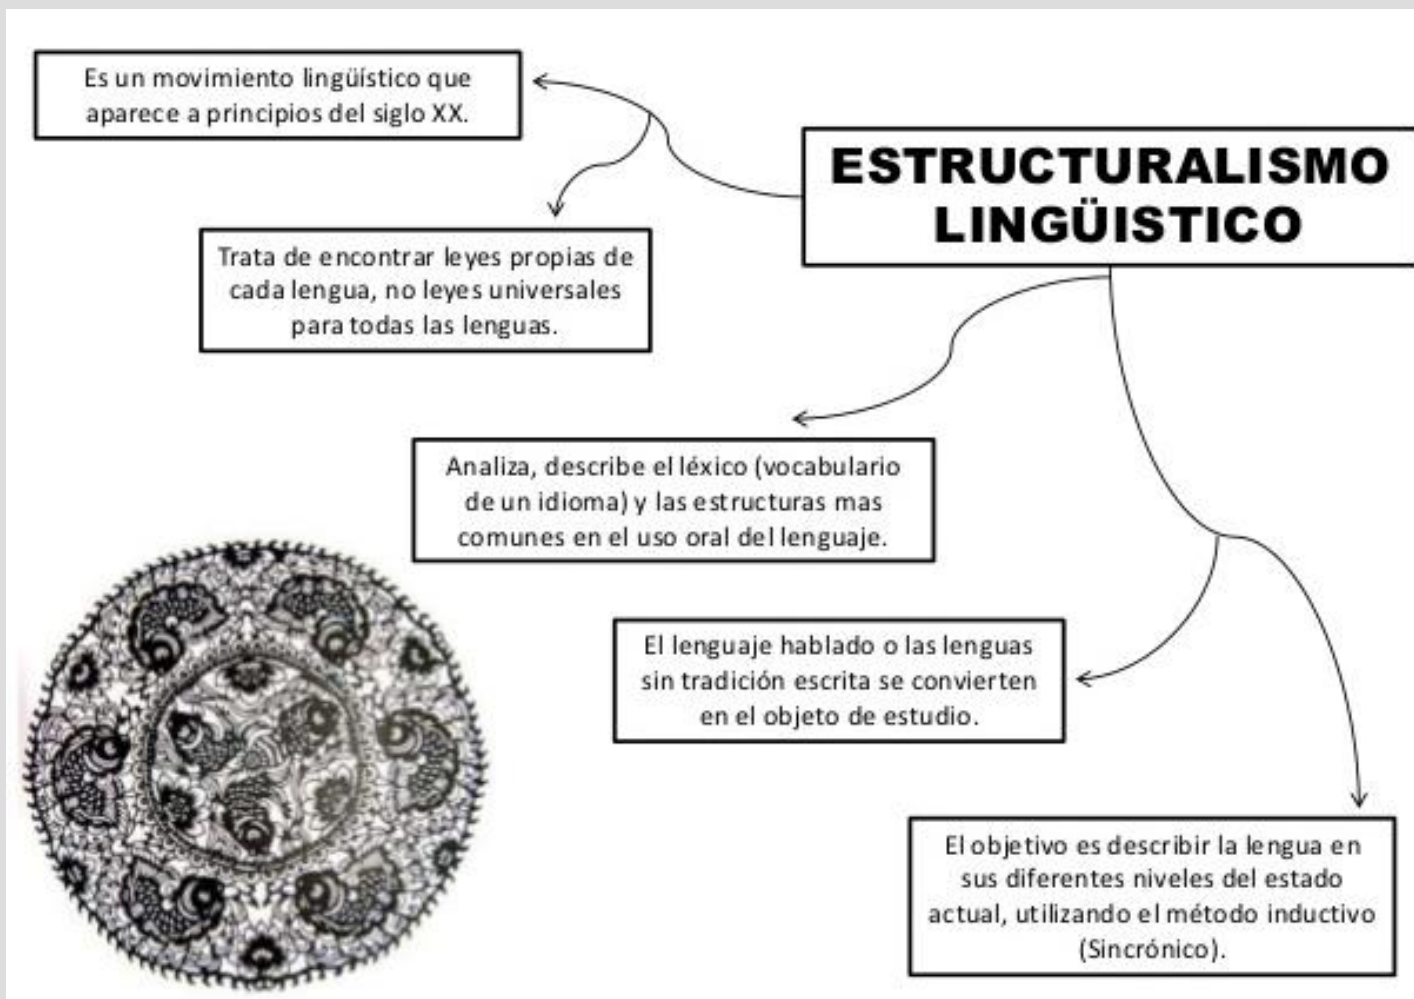 ESTRUCTURALISMO
LINGÜISTICO
Es un movimiento lingüístico que
aparece a principios del siglo XX.
Trata de encontrar leyes propias de
cada lengua, no leyes universales
para todas las lenguas.
Analiza, describe el léxico (vocabulario
de un idioma) y las estructuras mas
comunes en el uso oral del lenguaje.
El lenguaje hablado o las lenguas
sin tradición escrita se convierten
en el objeto de estudio.
El objetivo es describir la lengua en
sus diferentes niveles del estado
actual, utilizando el método inductivo
(Sincrónico).